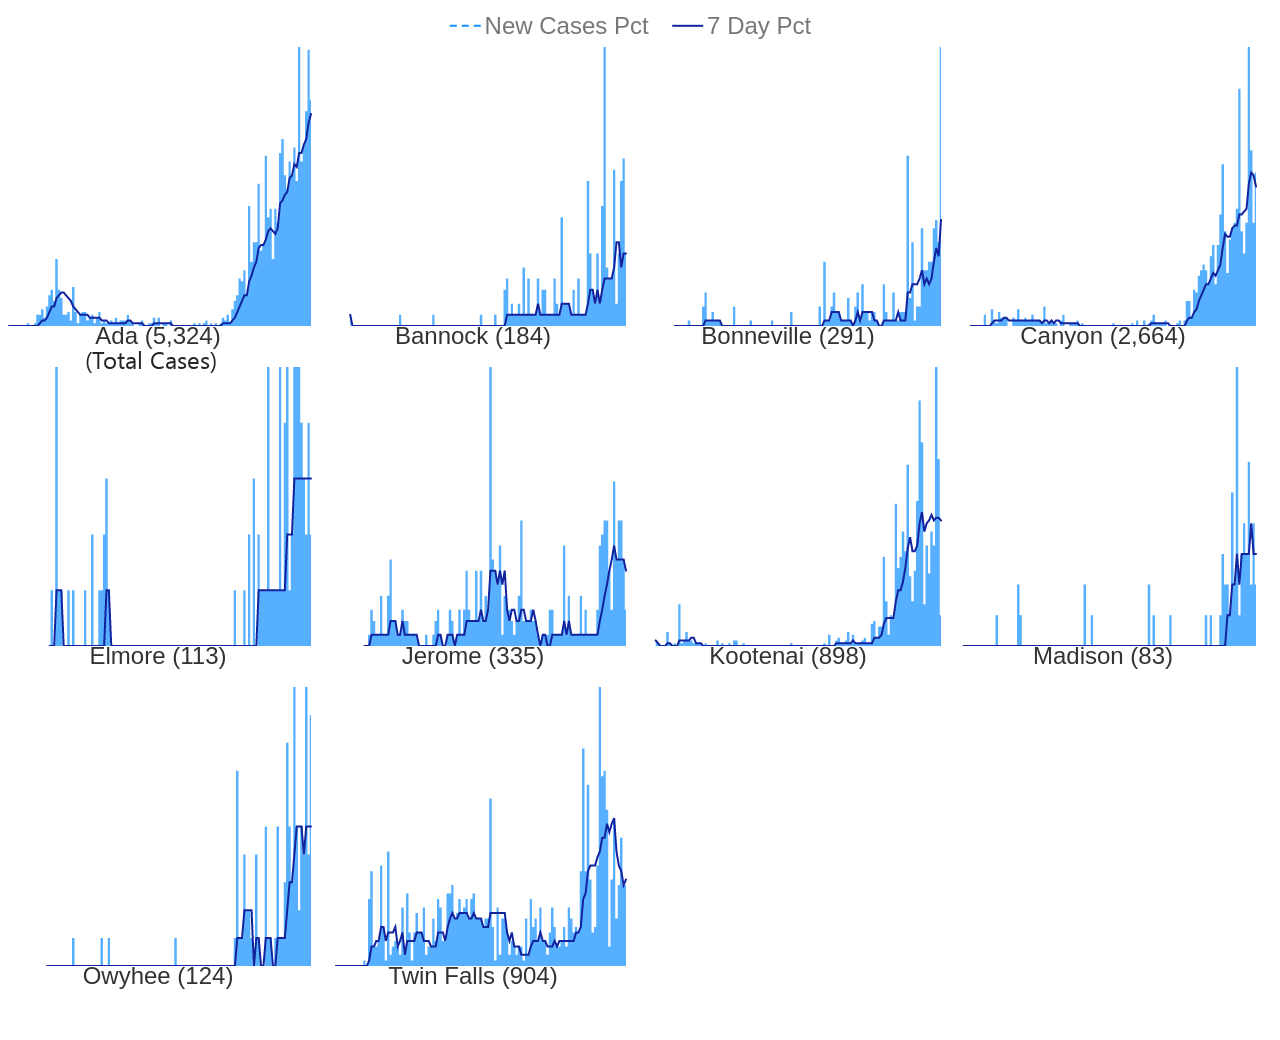 New Cases Pct 7 Day Pct
Ada (5,324) Bannock (184) Bonneville (291) Canyon (2,664)
(Total Cases)
Elmore (113) Jerome (335) Kootenai (898) Madison (83)
Owyhee (124) Twin Falls (904)